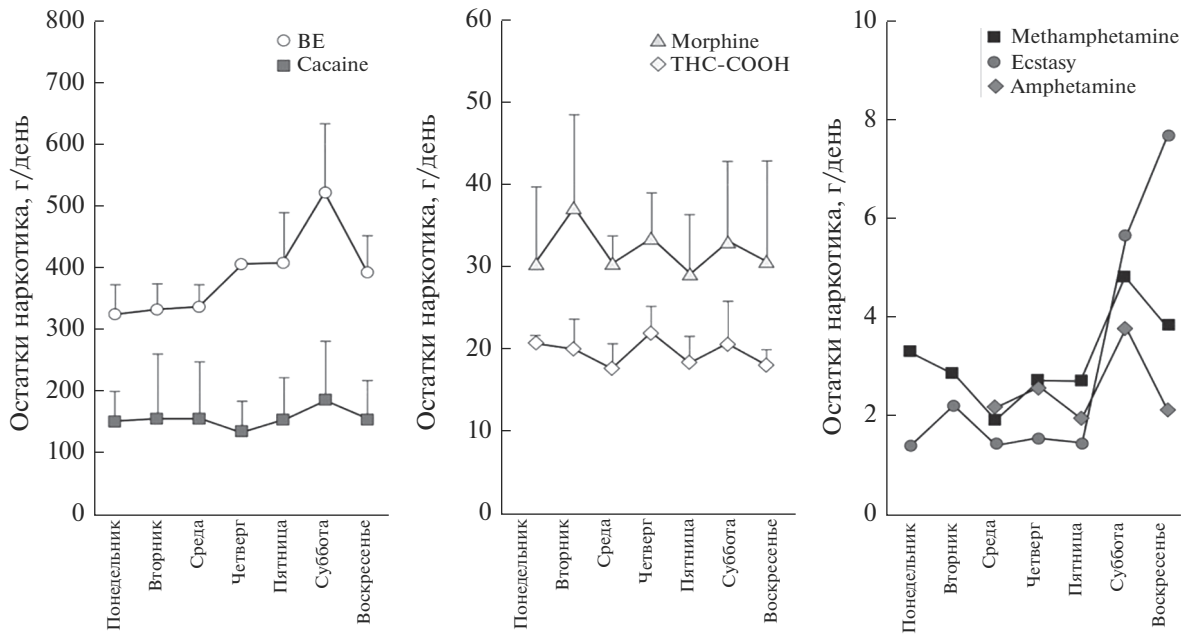 Остатки наркотика, г/день
800
700
600
500
400
300
200
100
0
BE
Cacaine
Понедельник
Вторник
Среда
Четверг
Пятница
Суббота
Воскресенье
Остатки наркотика, г/день
60
50
60
40
30
20
10
0
Morphine
THC-COOH
Понедельник
Вторник
Среда
Четверг
Пятница
Суббота
Воскресенье
Остатки наркотика, г/день
10
8
6
4
2
0
Methamphetamine
Ecstasy
Amphetamine
Понедельник
Вторник
Среда
Четверг
Пятница
Суббота
Воскресенье